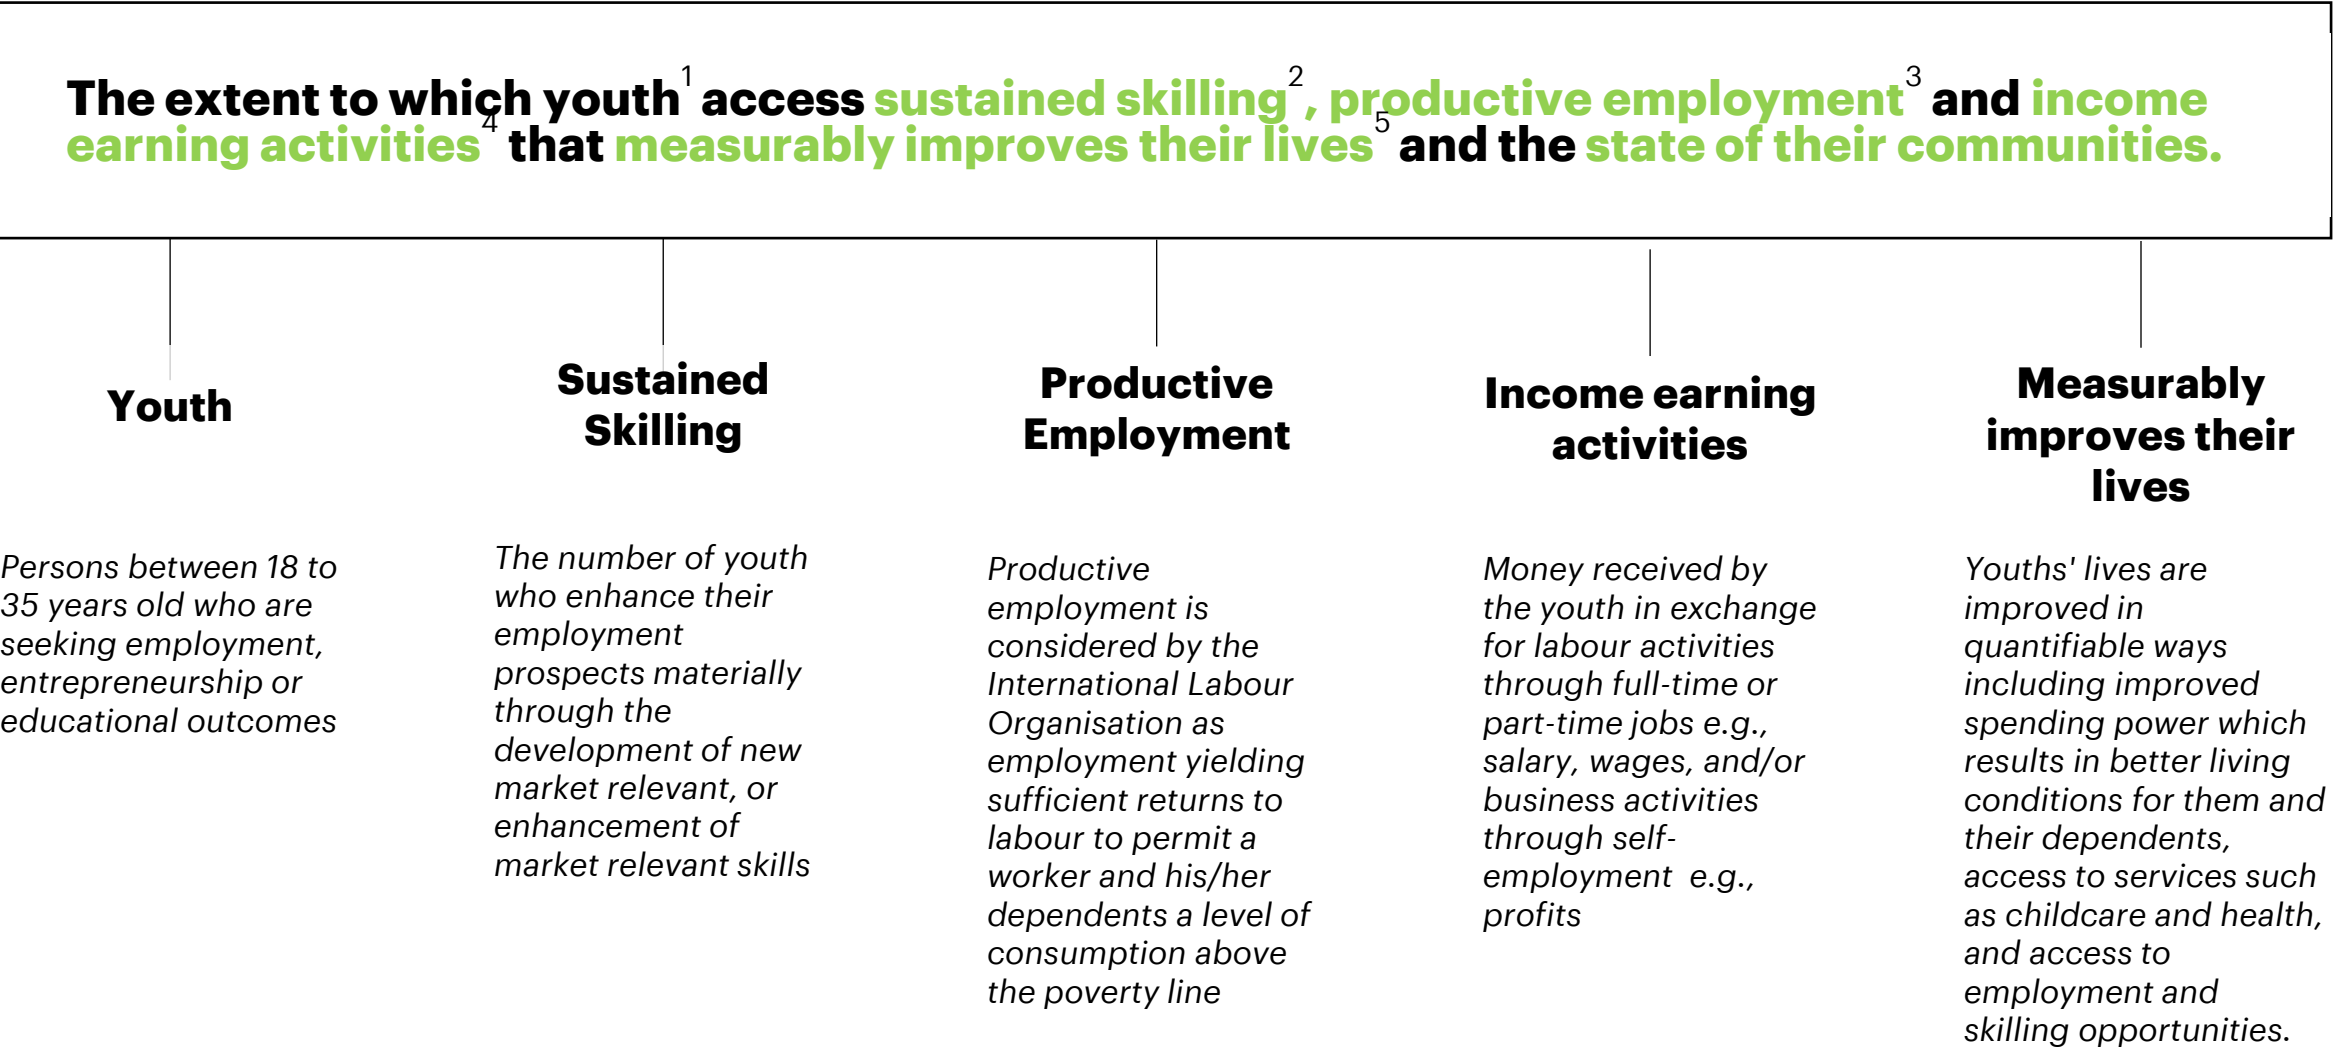 The extent to which youth1 access sustained skilling2, productive employment3 and income
earning activities4 that measurably improves their lives5 and the state of their communities.
Youth
Persons between 18 to
35 years old who are
seeking employment,
entrepreneurship or
educational outcomes
Sustained
Skilling
The number of youth
who enhance their
employment
prospects materially
through the
development of new
market relevant, or
enhancement of
market relevant skills
Productive
Employment
Productive
employment is
considered by the
International Labour
Organisation as
employment yielding
sufficient returns to
labour to permit a
worker and his/her
dependents a level of
consumption above
the poverty line
Income earning
activities
Money received by
the youth in exchange
for labour activities
through full-time or
part-time jobs e.g.,
salary, wages, and/or
business activities
through self-
employment  e.g.,
profits
Measurably
improves their
lives
Youths' lives are
improved in
quantifiable ways
including improved
spending power which
results in better living
conditions for them and
their dependents,
access to services such
as childcare and health,
and access to
employment and
skilling opportunities.